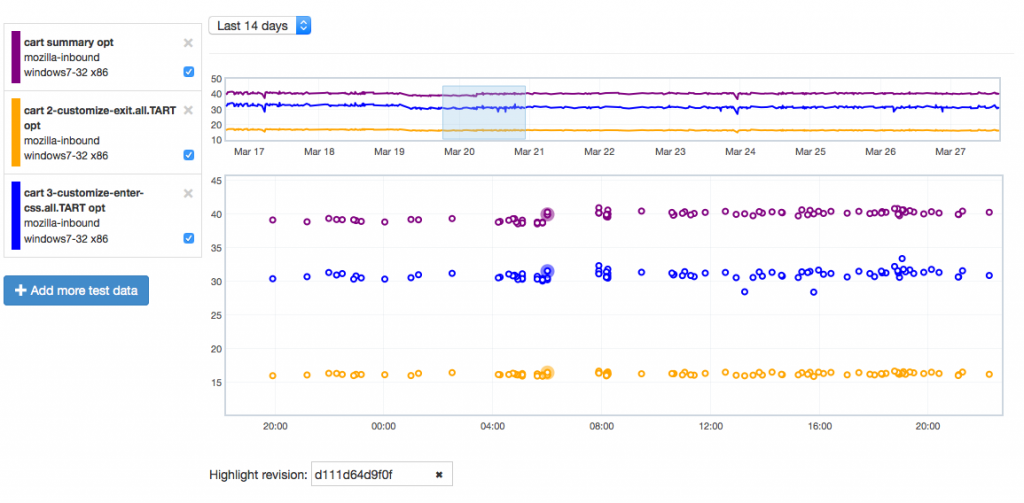 Last 14 days
cart summary opt
mozilla-inbound
windows7-32 x86
cart 2-customize-exit.all.TART
opt
mozilla-inbound
windows7-32 x86
cart 3-customize-enter-
css.all.TART opt
mozilla-inbound
windows7-32 x86
Add more test data
50
40
30
20
10
Mar 17 Mar 18 Mar 19 Mar 20 Mar 21 Mar 22 Mar 23 Mar 24 Mar 25 Mar 26 Mar 27
45
40
35
30
25
20
15
20:00 00:00 04:00 08:00 12:00 16:00 20:00
Highlight revision: d111d64d9f0f